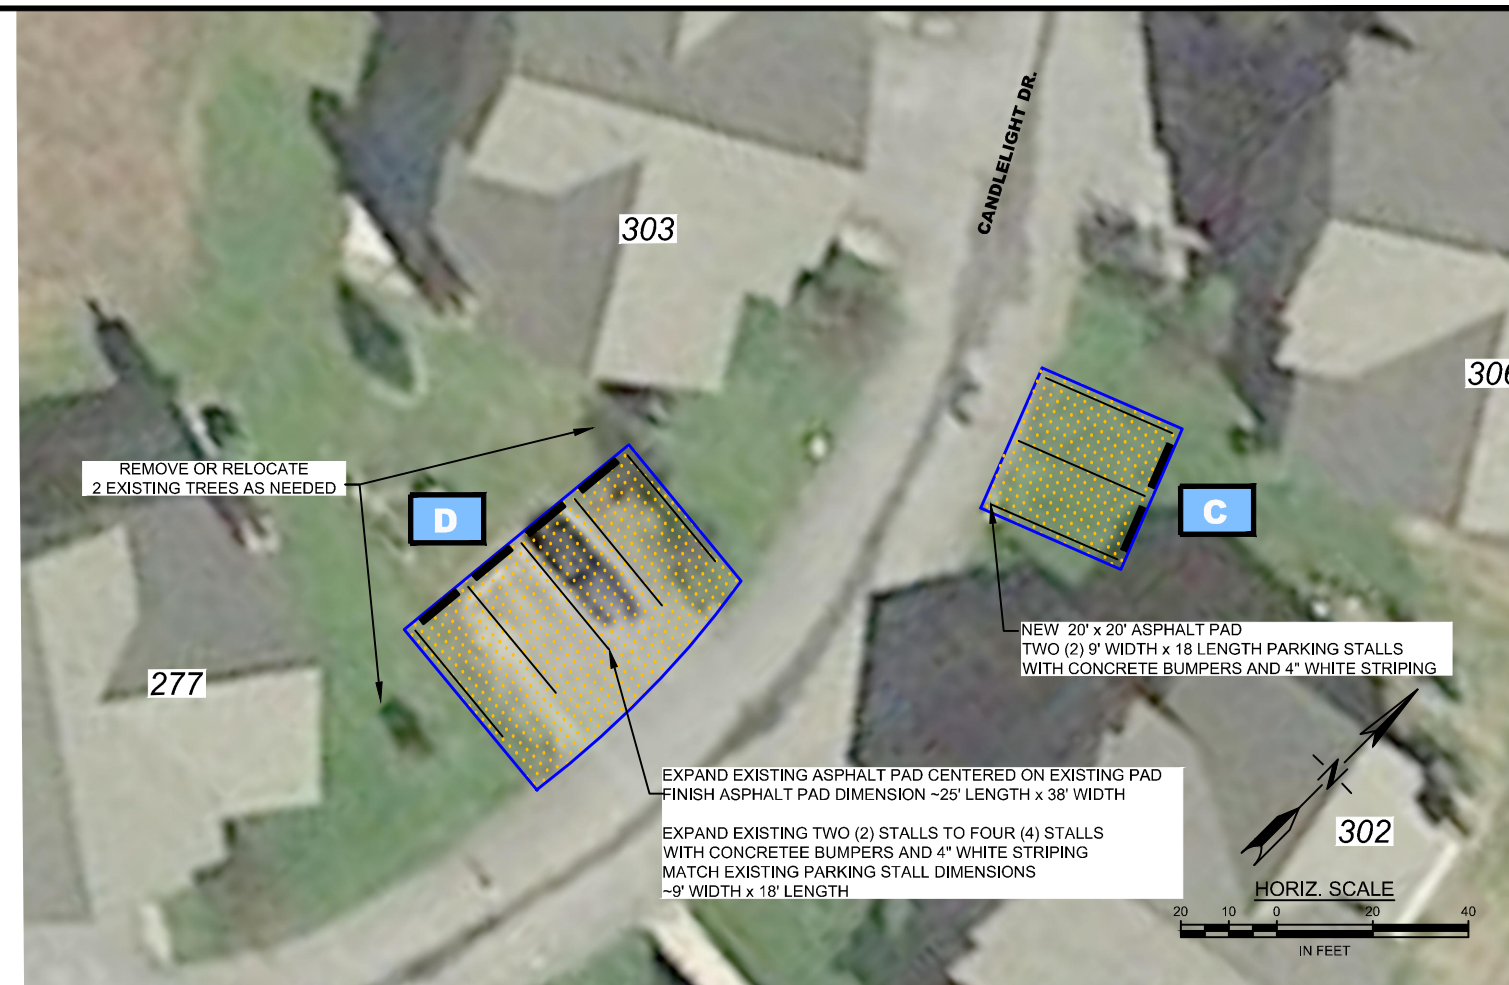 CANDLELIGHT DR.
303
306
REMOVE OR RELOCATE
2 EXISTING TREES AS NEEDED
D
C
NEW 20' x 20' ASPHALT PAD
TWO (2) 9' WIDTH x 18 LENGTH PARKING STALLS
WITH CONCRETE BUMPERS AND 4" WHITE STRIPING
277
EXPAND EXISTING ASPHALT PAD CENTERED ON EXISTING PAD
FINISH ASPHALT PAD DIMENSION ~25' LENGTH x 38' WIDTH
EXPAND EXISTING TWO (2) STALLS TO FOUR (4) STALLS
WITH CONCRETEE BUMPERS AND 4" WHITE STRIPING
MATCH EXISTING PARKING STALL DIMENSIONS
~9' WIDTH x 18' LENGTH
N
302
HORIZ. SCALE
20 10 0 20 40
IN FEET